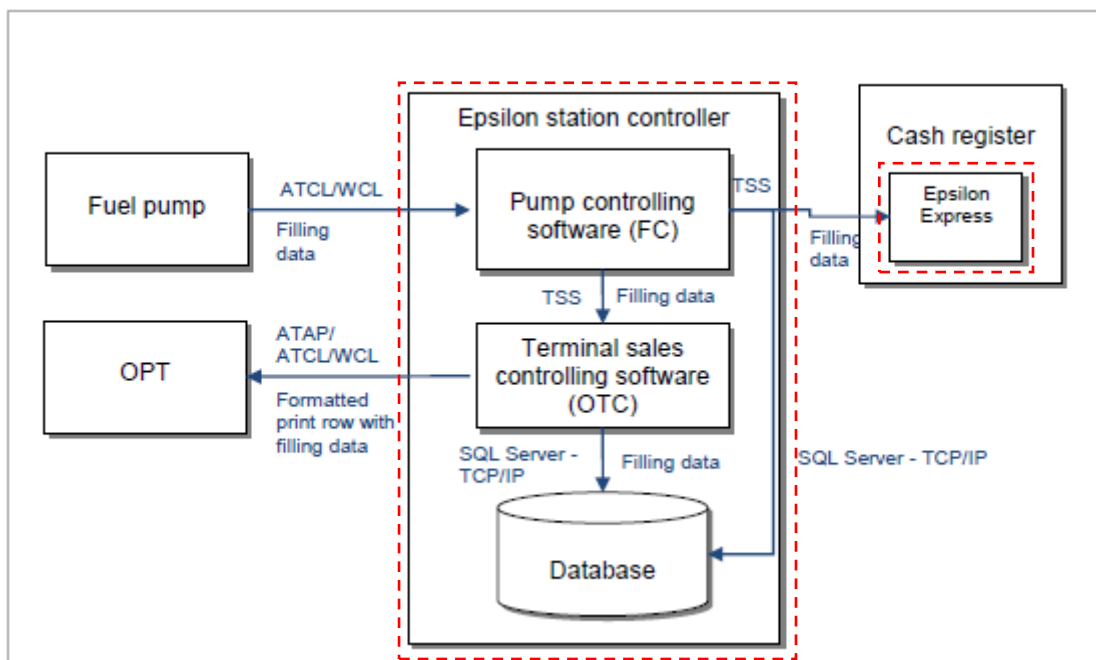 Epsilon station controller
Cash register
Fuel pump
ATCL/WCL
Filling
data
Pump controlling
software (FC)
TSS
Filling
data
Epsilon
Express
TSS
Filling data
OPT
ATAP/
ATCL/WCL
Formatted
print row with
filling data
Terminal sales
controlling software
(OTC)
SQL Server -
TCP/IP
Filling data
SQL Server - TCP/IP
Database